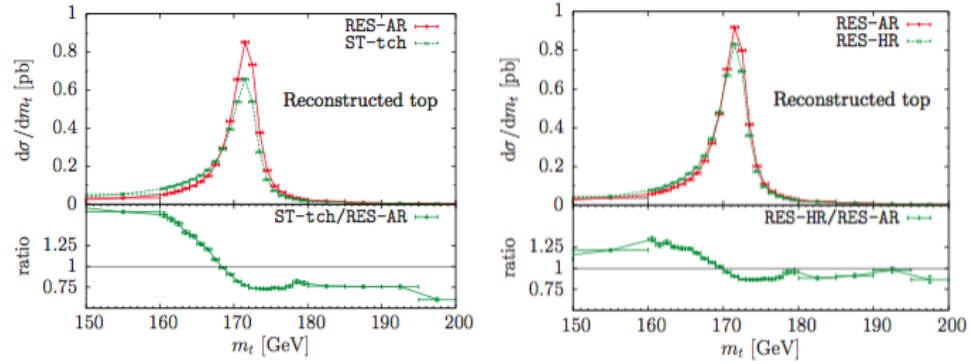 1
0.8
0.6
0.4
0.2
0
dσ/dm_t [pb]
RES-AR
ST-tch
Reconstructed top
1.25
1
0.75
ratio
ST-tch/RES-AR
150 160 170 180 190 200
m_t [GeV]
1
0.8
0.6
0.4
0.2
0
dσ/dm_t [pb]
RES-AR
RES-HR
Reconstructed top
1.25
1
0.75
ratio
RES-HR/RES-AR
150 160 170 180 190 200
m_t [GeV]